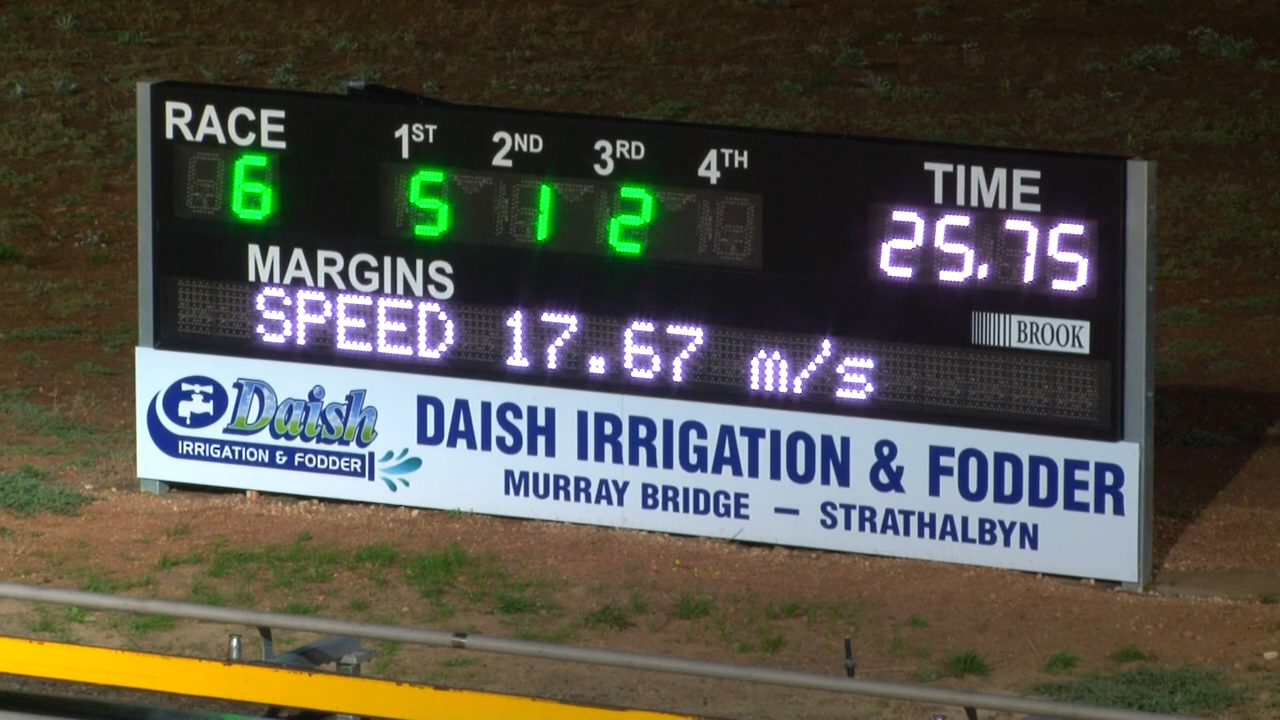 RACE 1ST 2ND 3RD 4TH TIME
6 5 1 2 25.75
MARGINS
SPEED 17.67 m/s
BROOK
Daish
IRRIGATION & FODDER
DAISH IRRIGATION & FODDER
MURRAY BRIDGE – STRATHALBYN